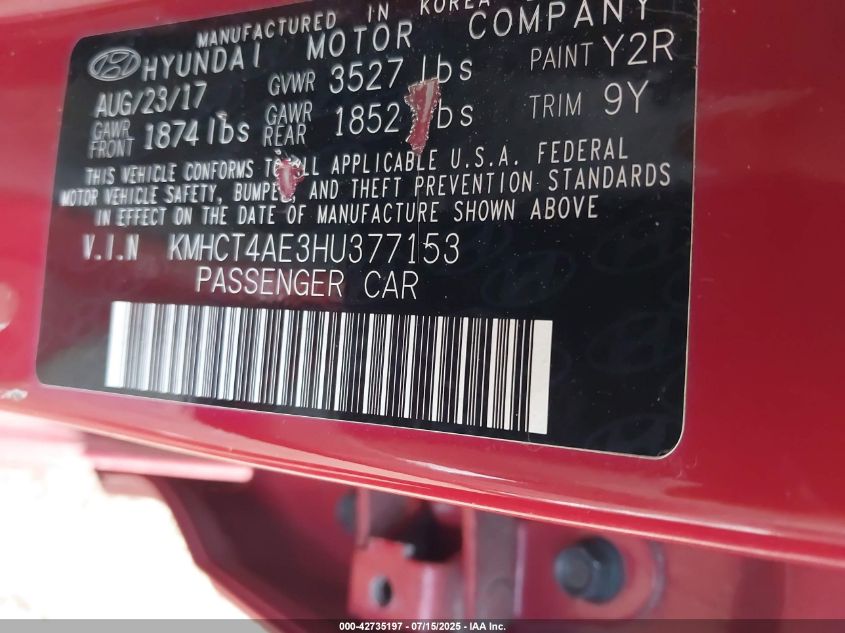 MANUFACTURED IN KOREA
HYUNDAI MOTOR COMPANY
AUG/23/17 GVWR 3527 lbs PAINT Y2R
GAWR FRONT 1874 lbs GAWR REAR 1852 lbs TRIM 9Y
THIS VEHICLE CONFORMS TO ALL APPLICABLE U.S.A. FEDERAL
MOTOR VEHICLE SAFETY, BUMPER AND THEFT PREVENTION STANDARDS
IN EFFECT ON THE DATE OF MANUFACTURE SHOWN ABOVE
V.I.N KMHCT4AE3HU377153
PASSENGER CAR
000-42735197 - 07/15/2025 - IAA Inc.